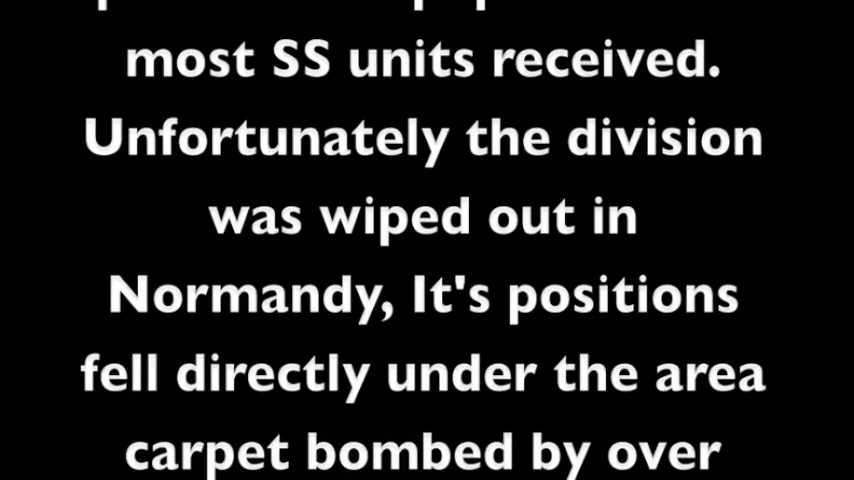 most SS units received.
Unfortunately the division
was wiped out in
Normandy, It's positions
fell directly under the area
carpet bombed by over